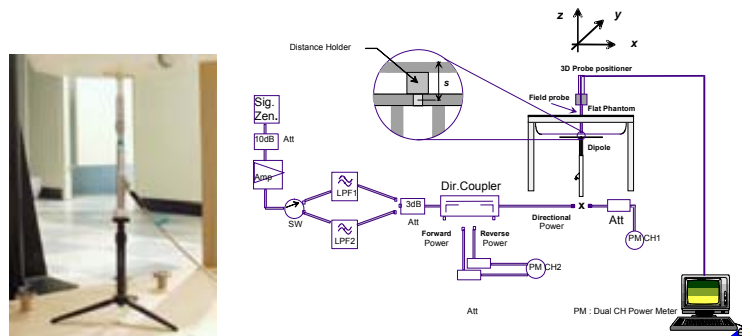 z
y
x
Distance Holder
s
3D Probe positioner
Field probe
Flat Phantom
Dipole
Sig.
Zen.
10dB
Att
Amp
SW
LPF1
LPF2
3dB
Att
Dir.Coupler
Forward
Power
Reverse
Power
Directional
Power
x
Att
PM CH1
PM CH2
Att
PM : Dual CH Power Meter